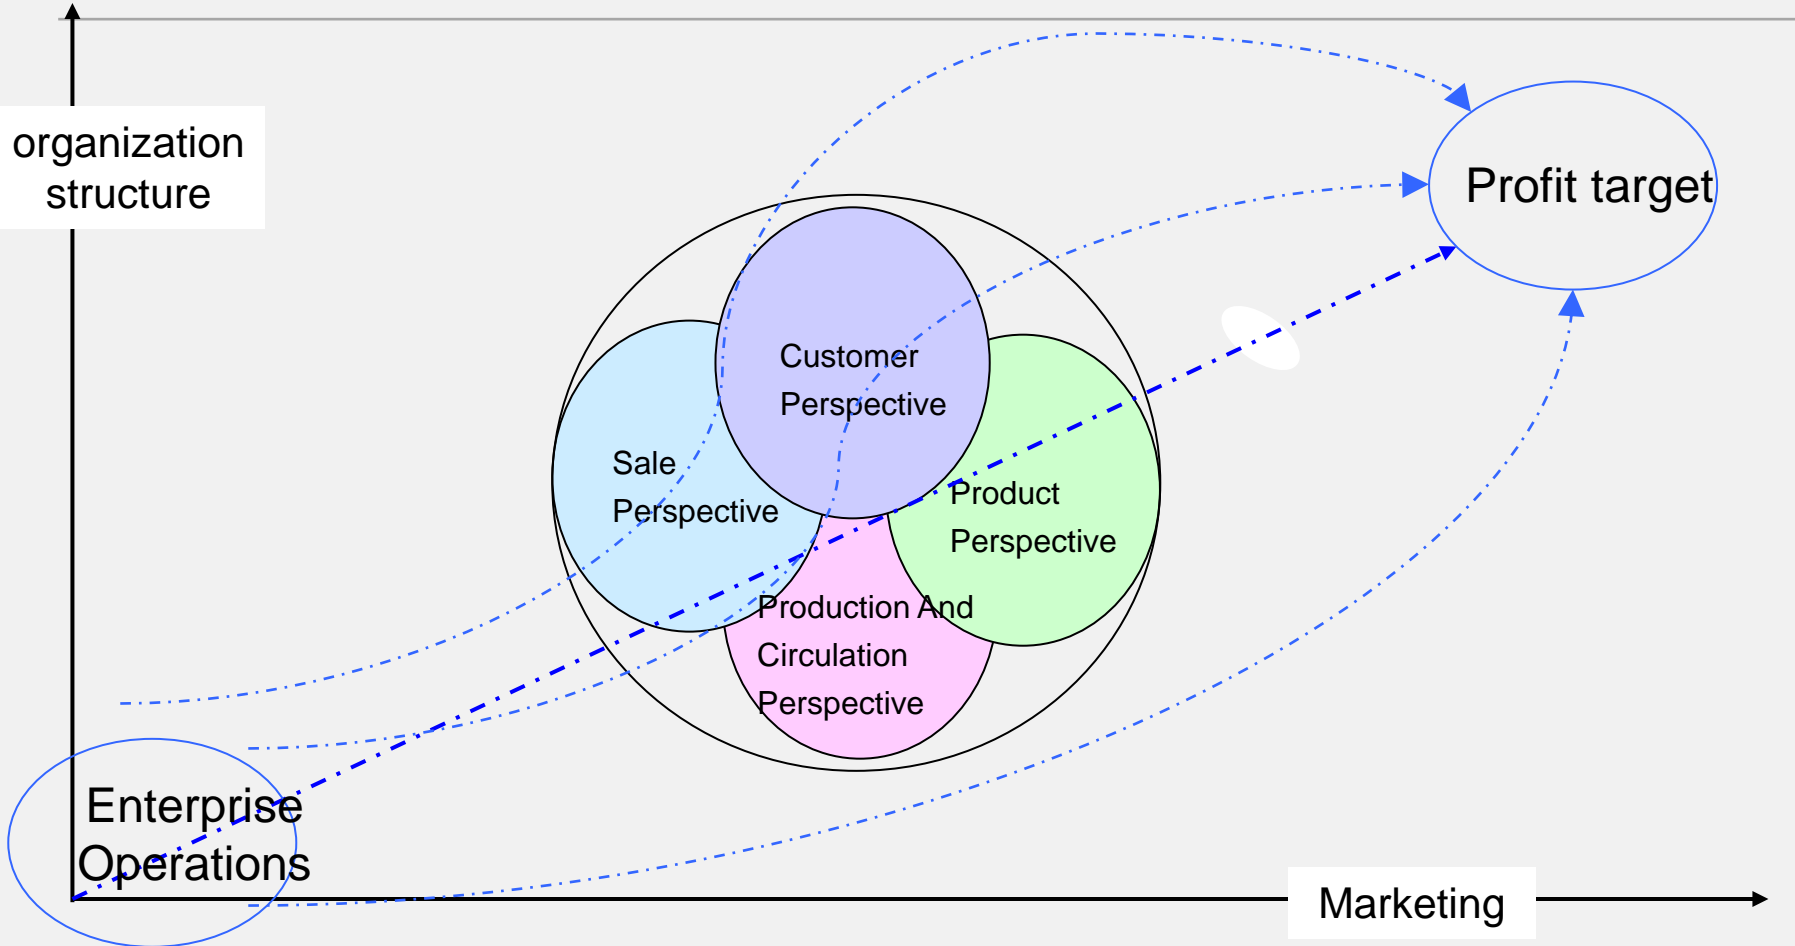 organization
structure
Profit target
Customer
Perspective
Sale
Perspective
Product
Perspective
Production And
Circulation
Perspective
Enterprise
Operations
Marketing